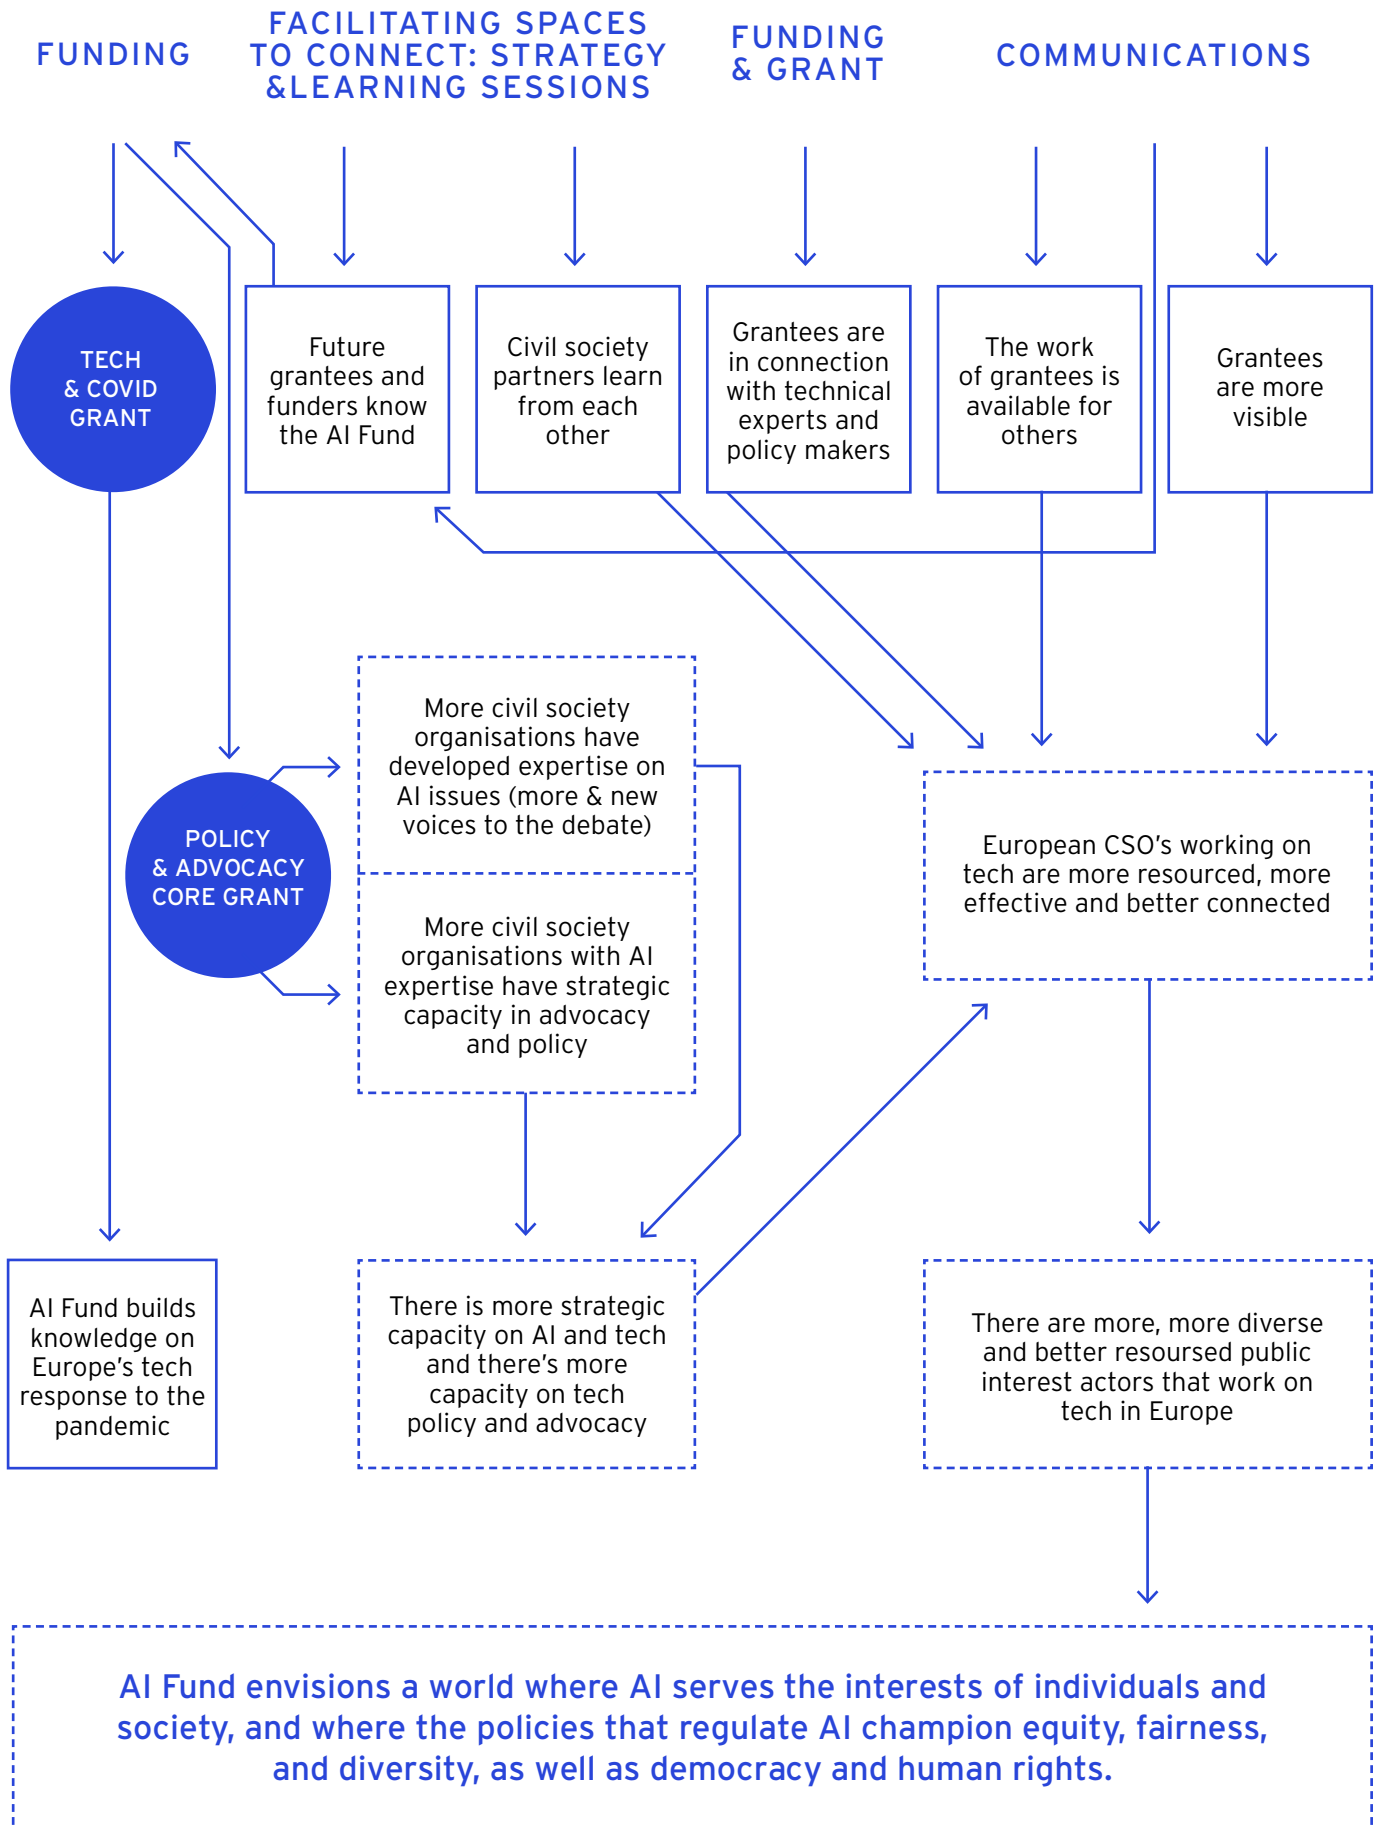 FUNDING
FACILITATING SPACES
TO CONNECT: STRATEGY
&LEARNING SESSIONS
FUNDING
& GRANT
COMMUNICATIONS
TECH
& COVID
GRANT
Future
grantees and
funders know
the AI Fund
Civil society
partners learn
from each
other
Grantees are
in connection
with technical
experts and
policy makers
The work
of grantees is
available for
others
Grantees
are more
visible
More civil society
organisations have
developed expertise on
AI issues (more & new
voices to the debate)
POLICY
& ADVOCACY
CORE GRANT
More civil society
organisations with AI
expertise have strategic
capacity in advocacy
and policy
European CSO's working on
tech are more resourced, more
effective and better connected
AI Fund builds
knowledge on
Europe's tech
response to the
pandemic
There is more strategic
capacity on AI and tech
and there's more
capacity on tech
policy and advocacy
There are more, more diverse
and better resoursed public
interest actors that work on
tech in Europe
AI Fund envisions a world where AI serves the interests of individuals and
society, and where the policies that regulate AI champion equity, fairness,
and diversity, as well as democracy and human rights.